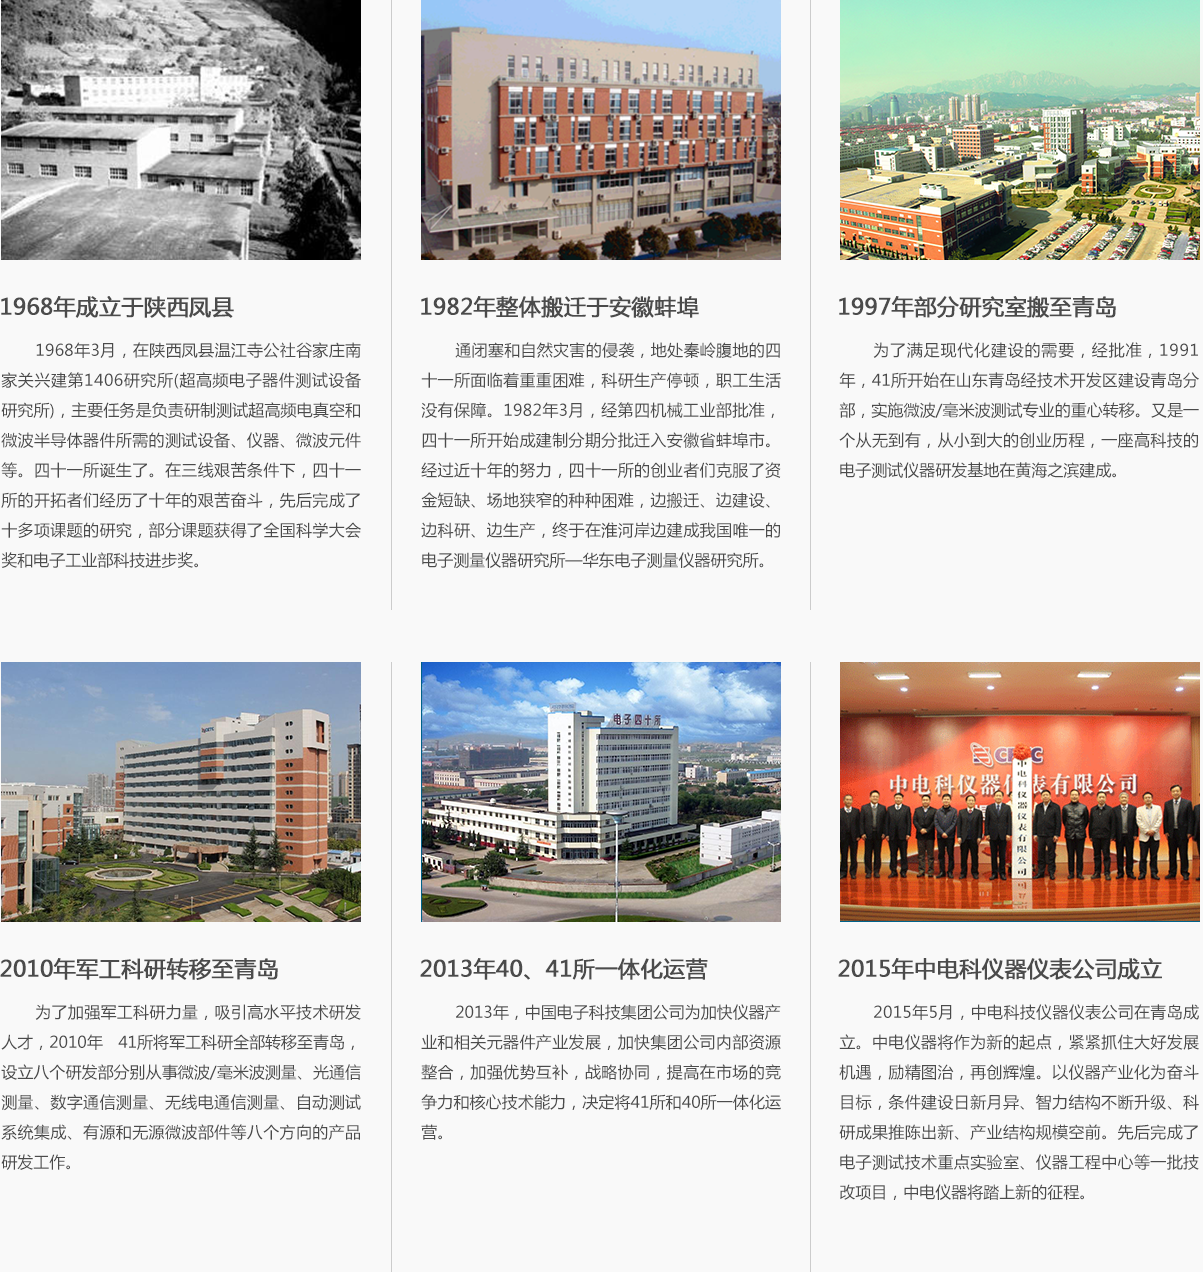 1968年成立于陕西凤县
1968年3月，在陕西凤县温江寺公社谷家庄南
家关兴建第1406研究所(超高频电子器件测试设备
研究所)，主要任务是负责研制测试超高频电真空和
微波半导体器件所需的测试设备、仪器、微波元件
等。四十一所诞生了。在三线艰苦条件下，四十一
所的开拓者们经历了十年的艰苦奋斗，先后完成了
十多项课题的研究，部分课题获得了全国科学大会
奖和电子工业部科技进步奖。
1982年整体搬迁于安徽蚌埠
通闭塞和自然灾害的侵袭，地处秦岭腹地的四
十一所面临着重重困难，科研生产停顿，职工生活
没有保障。1982年3月，经第四机械工业部批准，
四十一所开始成建制分期分批迁入安徽省蚌埠市。
经过近十年的努力，四十一所的创业者们克服了资
金短缺、场地狭窄的种种困难，边搬迁、边建设、
边科研、边生产，终于在淮河岸边建成我国唯一的
电子测量仪器研究所—华东电子测量仪器研究所。
1997年部分研究室搬至青岛
为了满足现代化建设的需要，经批准，1991
年，41所开始在山东青岛经技术开发区建设青岛分
部，实施微波/毫米波测试专业的重心转移。又是一
个从无到有，从小到大的创业历程，一座高科技的
电子测试仪器研发基地在黄海之滨建成。
2010年军工科研转移至青岛
为了加强军工科研力量，吸引高水平技术研发
人才，2010年　41所将军工科研全部转移至青岛，
设立八个研发部分别从事微波/毫米波测量、光通信
测量、数字通信测量、无线电通信测量、自动测试
系统集成、有源和无源微波部件等八个方向的产品
研发工作。
电子四十所
2013年40、41所一体化运营
2013年，中国电子科技集团公司为加快仪器产
业和相关元器件产业发展，加快集团公司内部资源
整合，加强优势互补，战略协同，提高在市场的竞
争力和核心技术能力，决定将41所和40所一体化运
营。
中电科仪器仪表有限公司
中电科仪器仪表有限公司
2015年中电科仪器仪表公司成立
2015年5月，中电科技仪器仪表公司在青岛成
立。中电仪器将作为新的起点，紧紧抓住大好发展
机遇，励精图治，再创辉煌。以仪器产业化为奋斗
目标，条件建设日新月异、智力结构不断升级、科
研成果推陈出新、产业结构规模空前。先后完成了
电子测试技术重点实验室、仪器工程中心等一批技
改项目，中电仪器将踏上新的征程。